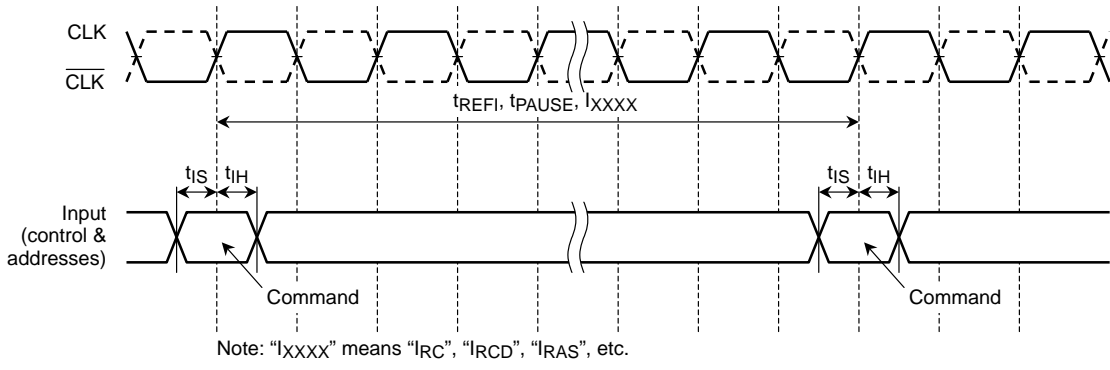 CLK
CLK
tREFI, tPAUSE, IXXXX
tIS tIH tIS tIH
Input
(control &
addresses)
Command Command
Note: “IXXXX” means “IRC”, “IRCD”, “IRAS”, etc.